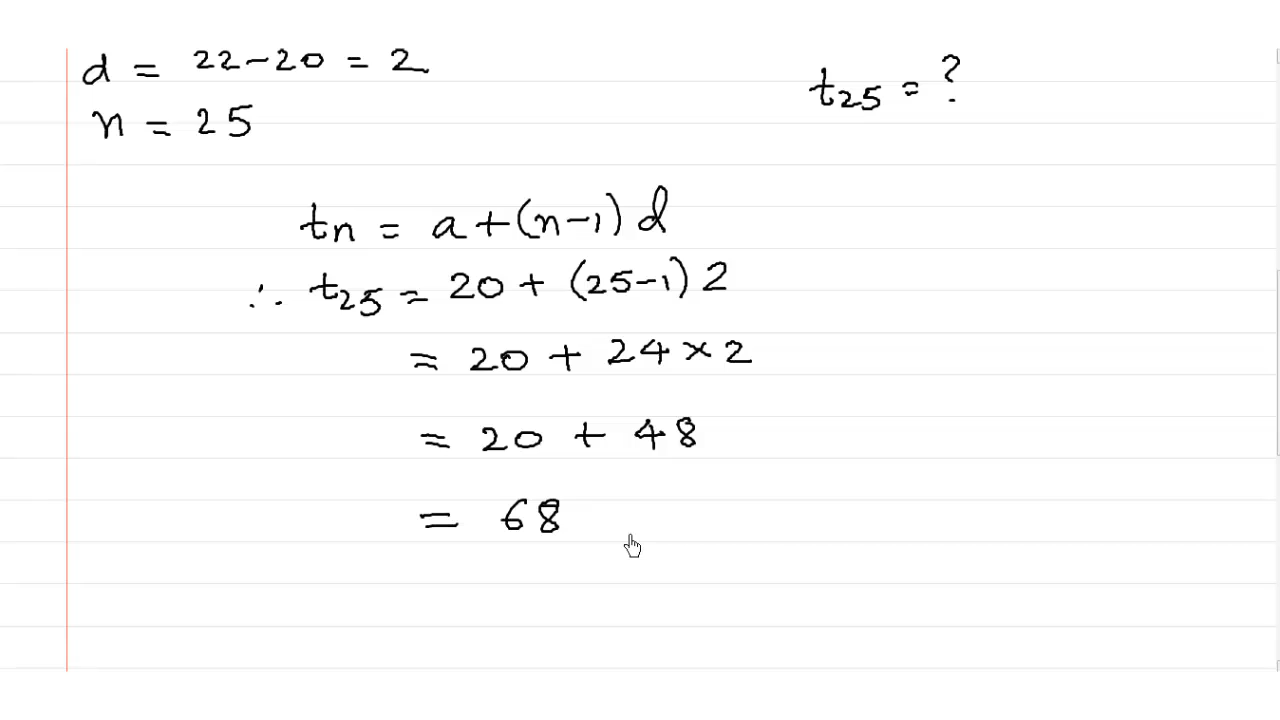 d = 22-20 = 2
t25 = ?
n = 25
tn = a+(n-1) d
∴ t25 = 20 + (25-1) 2
= 20 + 24 × 2
= 20 + 48
= 68